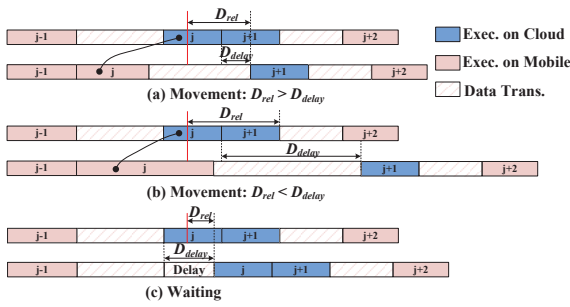 D_rel
j-1 j j+1 j+2
Exec. on Cloud
D_delay
Exec. on Mobile
j-1 j j+1 j+2
Data Trans.
(a) Movement: D_rel > D_delay
D_rel
j-1 j j+1 j+2
D_delay
j-1 j j+1 j+2
(b) Movement: D_rel < D_delay
D_rel
j-1 j j+1 j+2
D_delay
j-1 Delay j j+1 j+2
(c) Waiting